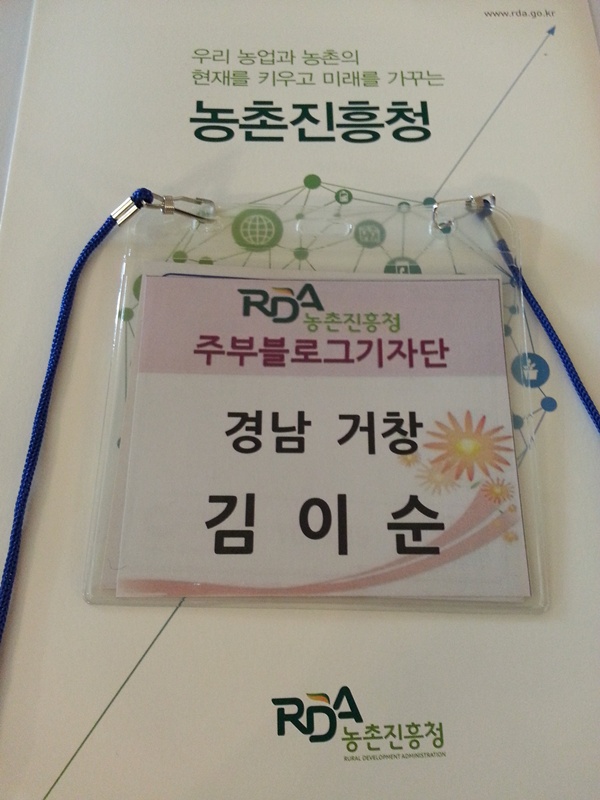 www.rda.go.kr
우리 농업과 농촌의
현재를 키우고 미래를 가꾸는
농촌진흥청
RDA
농촌진흥청
주부블로그기자단
경남 거창
김 이 순
RDA
농촌진흥청
RURAL DEVELOPMENT ADMINISTRATION